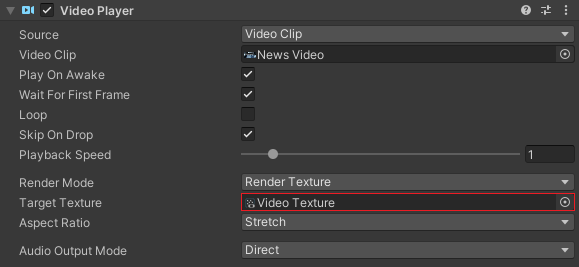 Video Player
Source Video Clip
Video Clip News Video
Play On Awake
Wait For First Frame
Loop
Skip On Drop
Playback Speed 1
Render Mode Render Texture
Target Texture Video Texture
Aspect Ratio Stretch
Audio Output Mode Direct